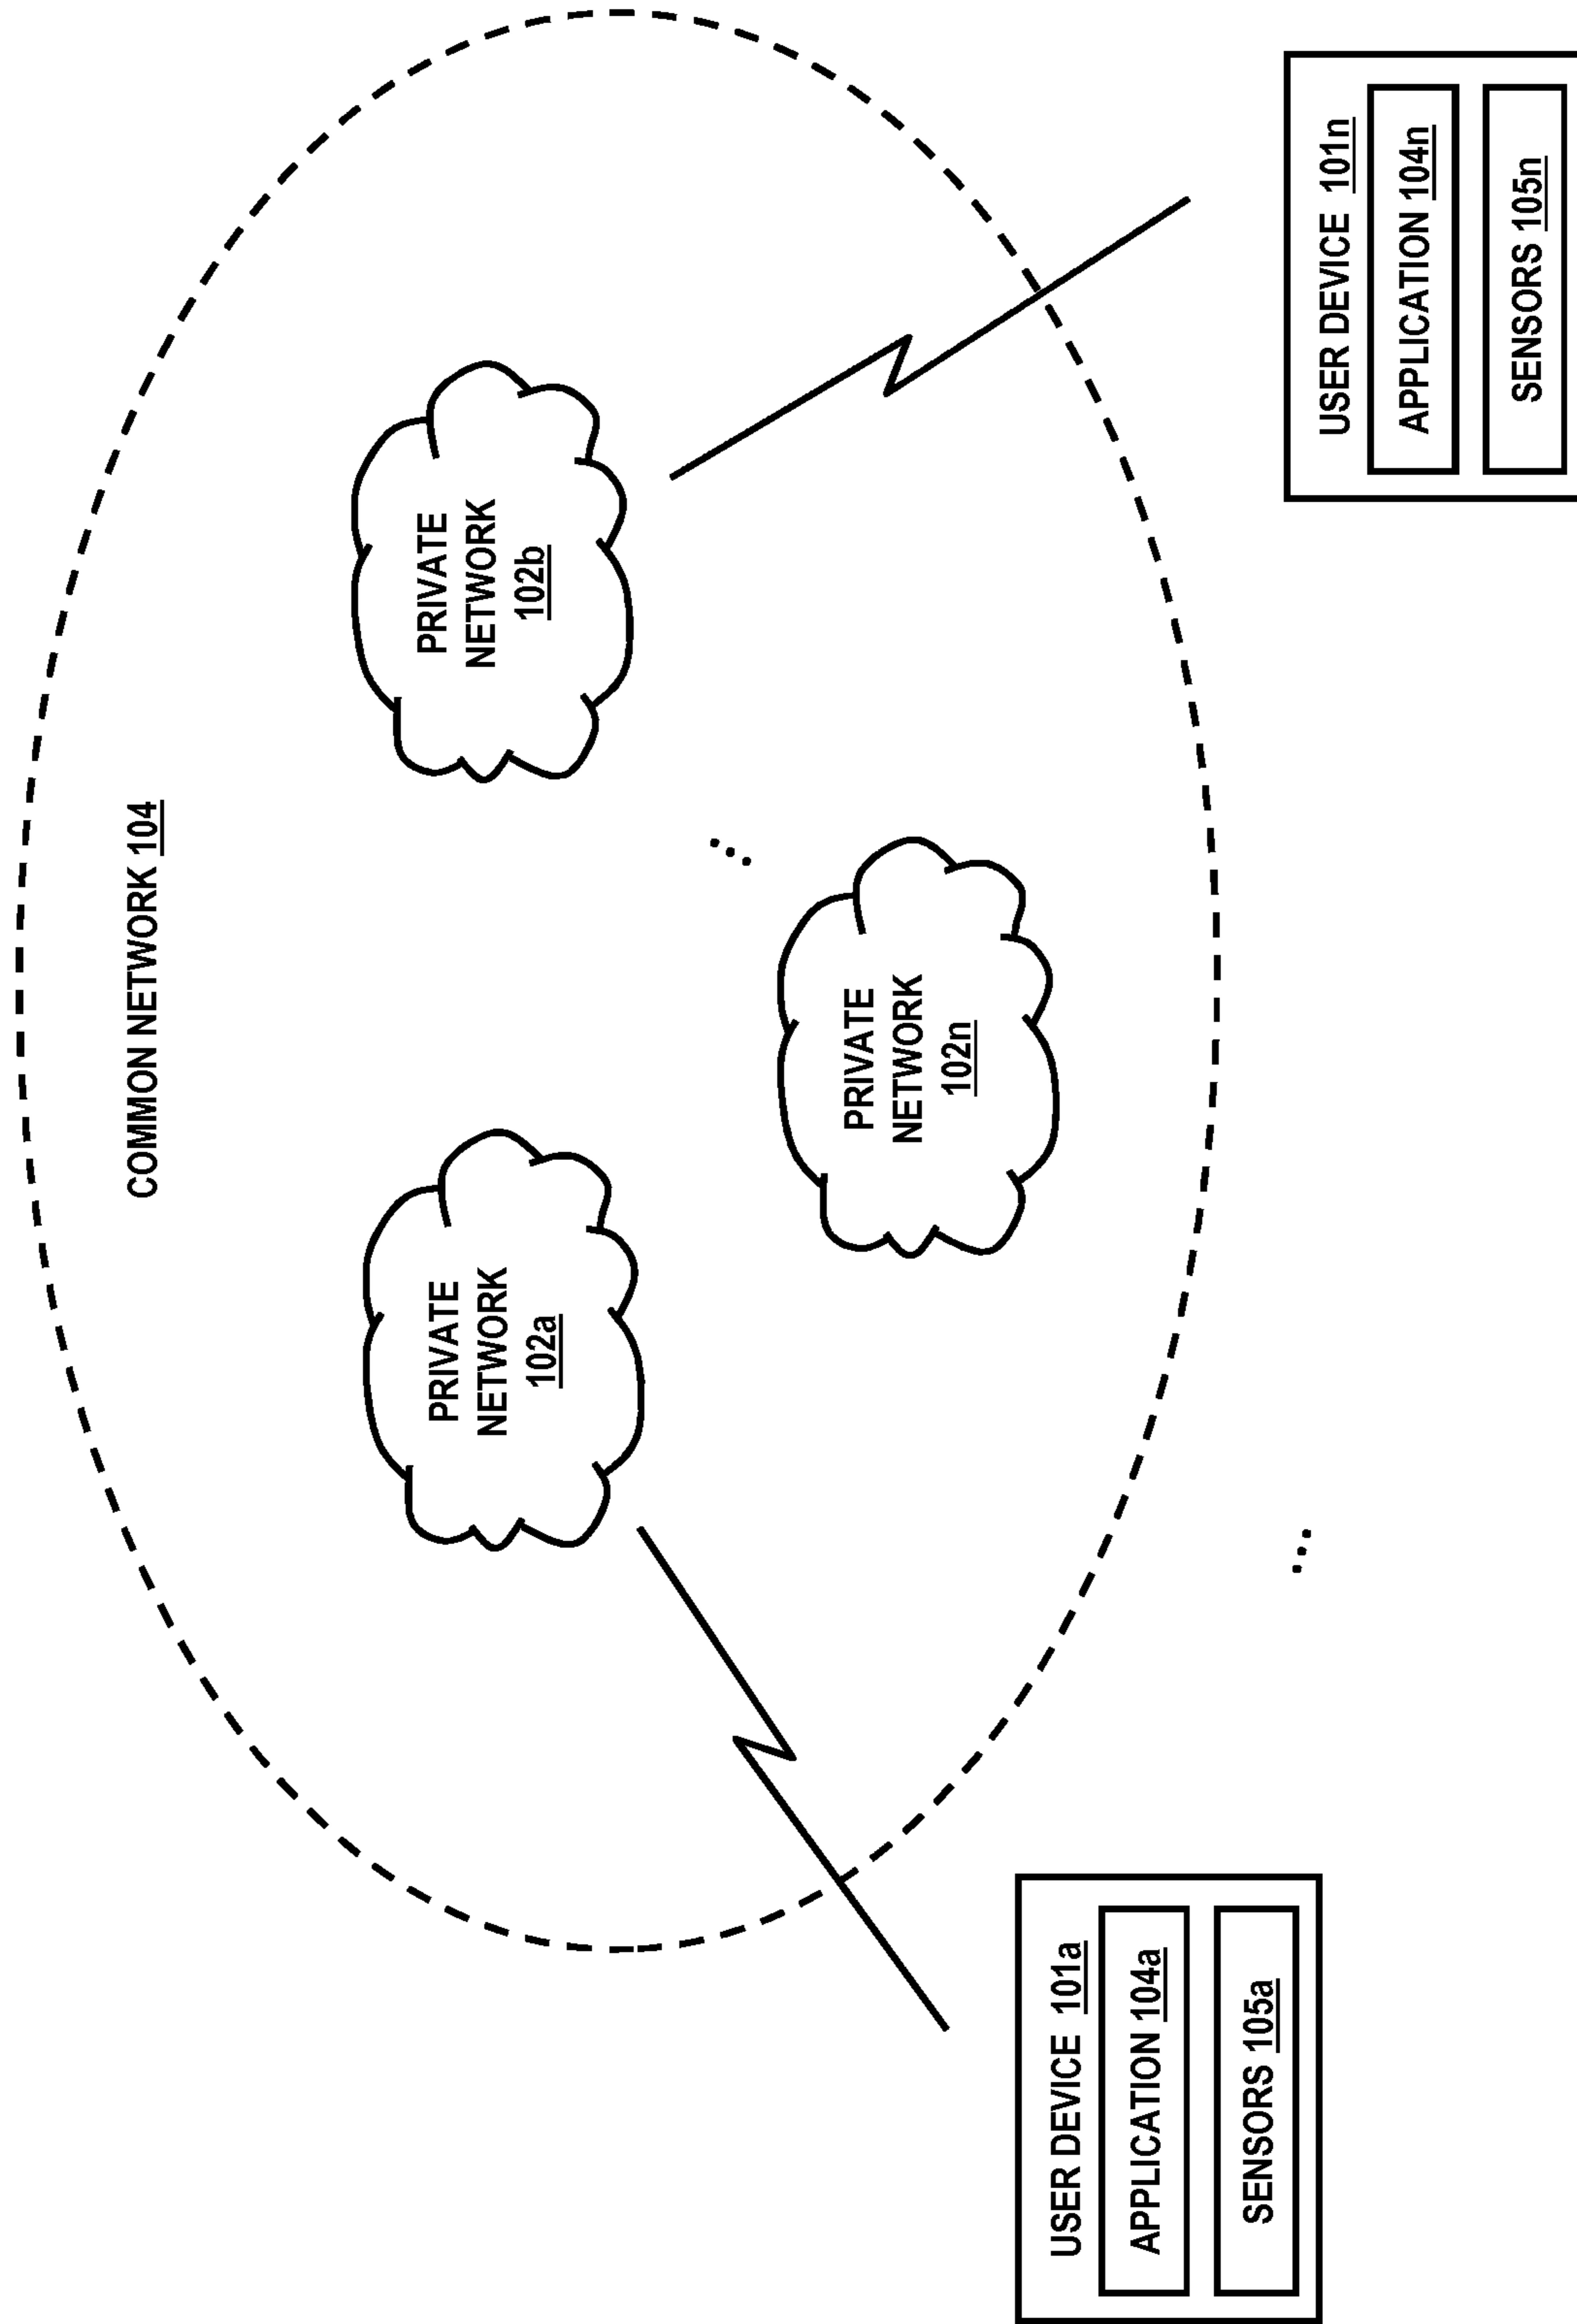 COMMON NETWORK 104
PRIVATE
NETWORK
102a
PRIVATE
NETWORK
102b
PRIVATE
NETWORK
102n
USER DEVICE 101a
APPLICATION 104a
SENSORS 105a
USER DEVICE 101n
APPLICATION 104n
SENSORS 105n